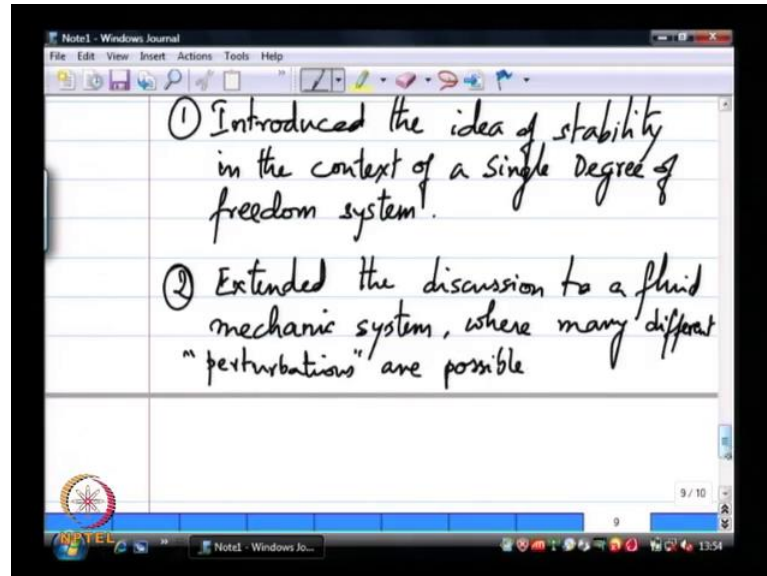 Note1 - Windows Journal
File Edit View Insert Actions Tools Help
① Introduced the idea of stability
in the context of a Single Degree of
freedom system.
② Extended the discussion to a fluid
mechanic system, where many different
"perturbations" are possible
9 / 10
9
NPTEL
Note1 - Windows Jo...
13:54